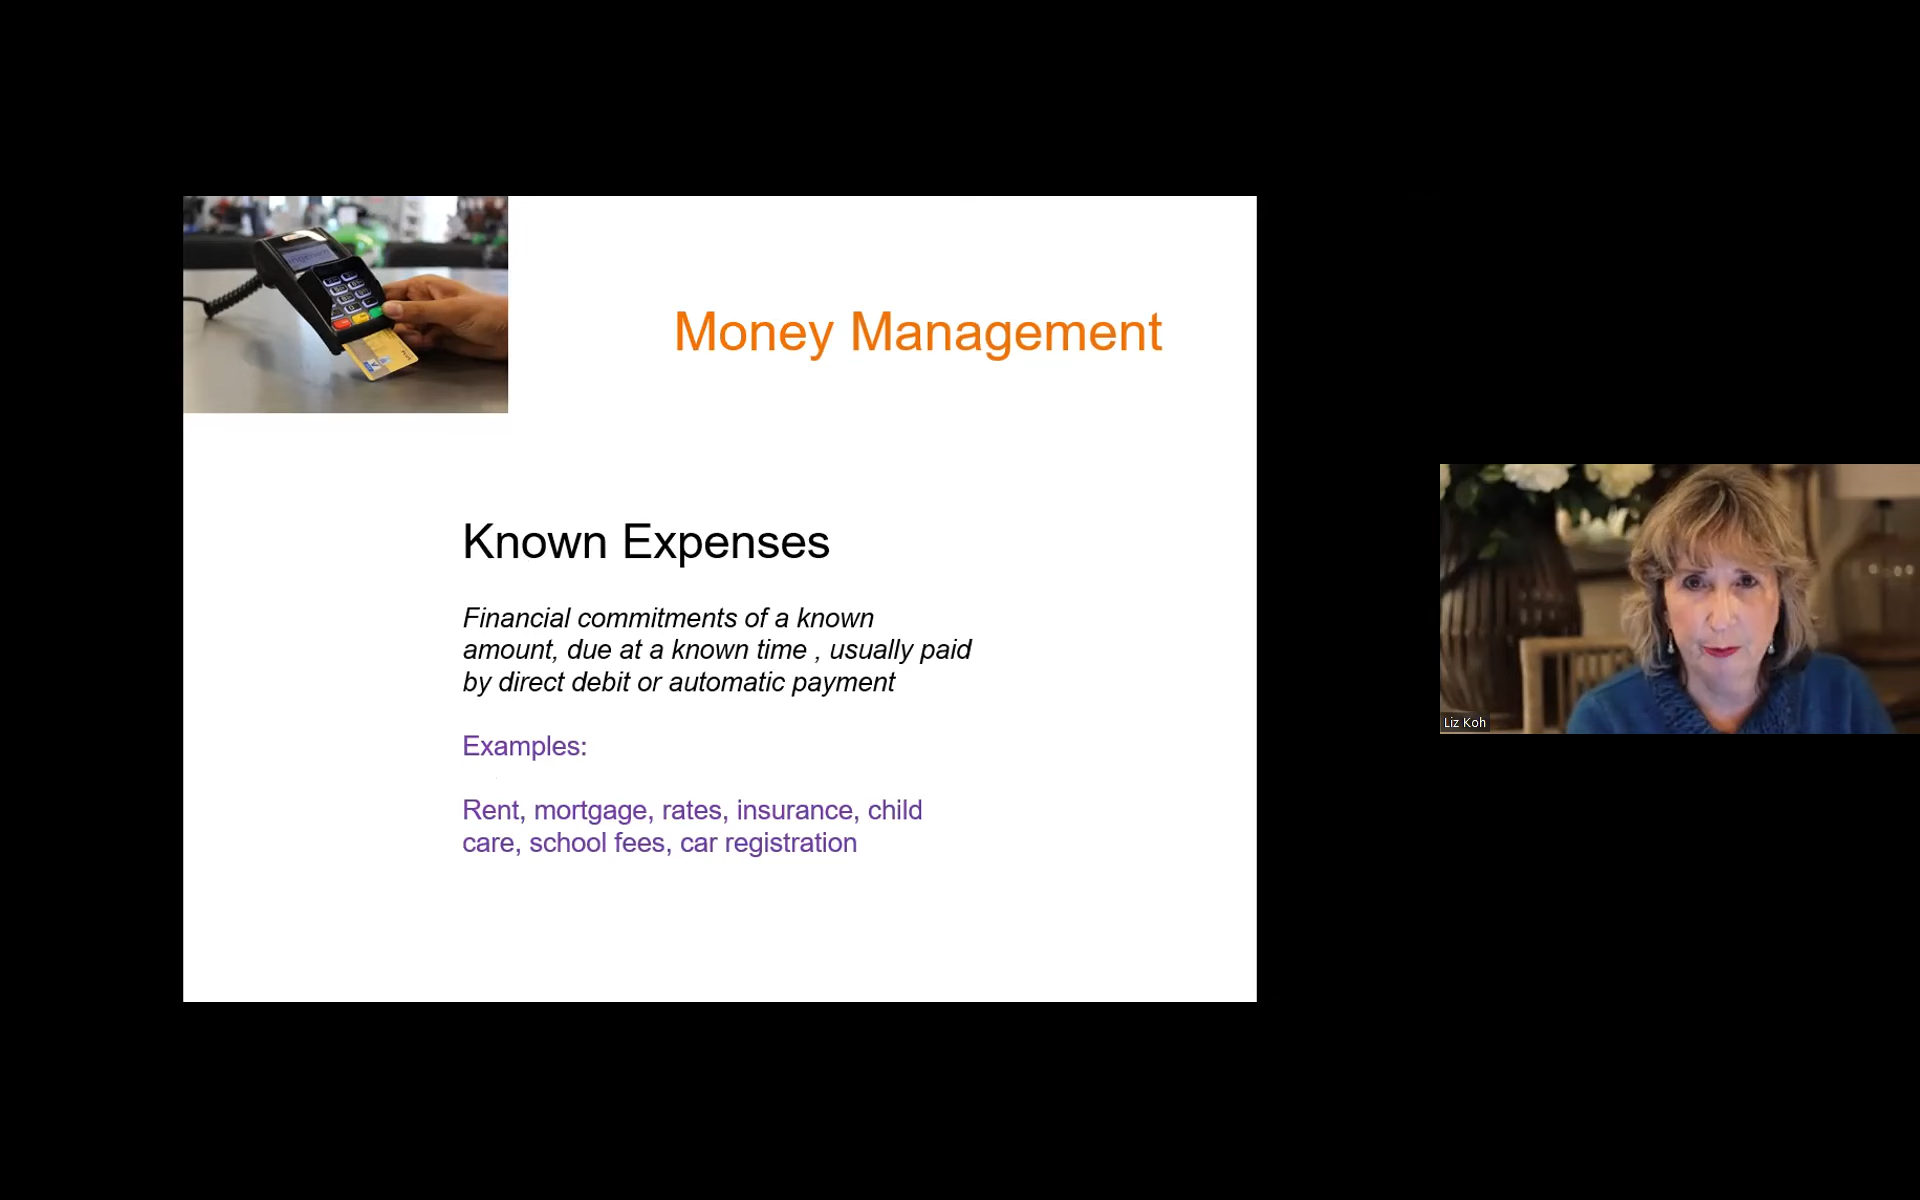 Money Management
Known Expenses
Financial commitments of a known
amount, due at a known time , usually paid
by direct debit or automatic payment
Examples:
Rent, mortgage, rates, insurance, child
care, school fees, car registration
Liz Koh